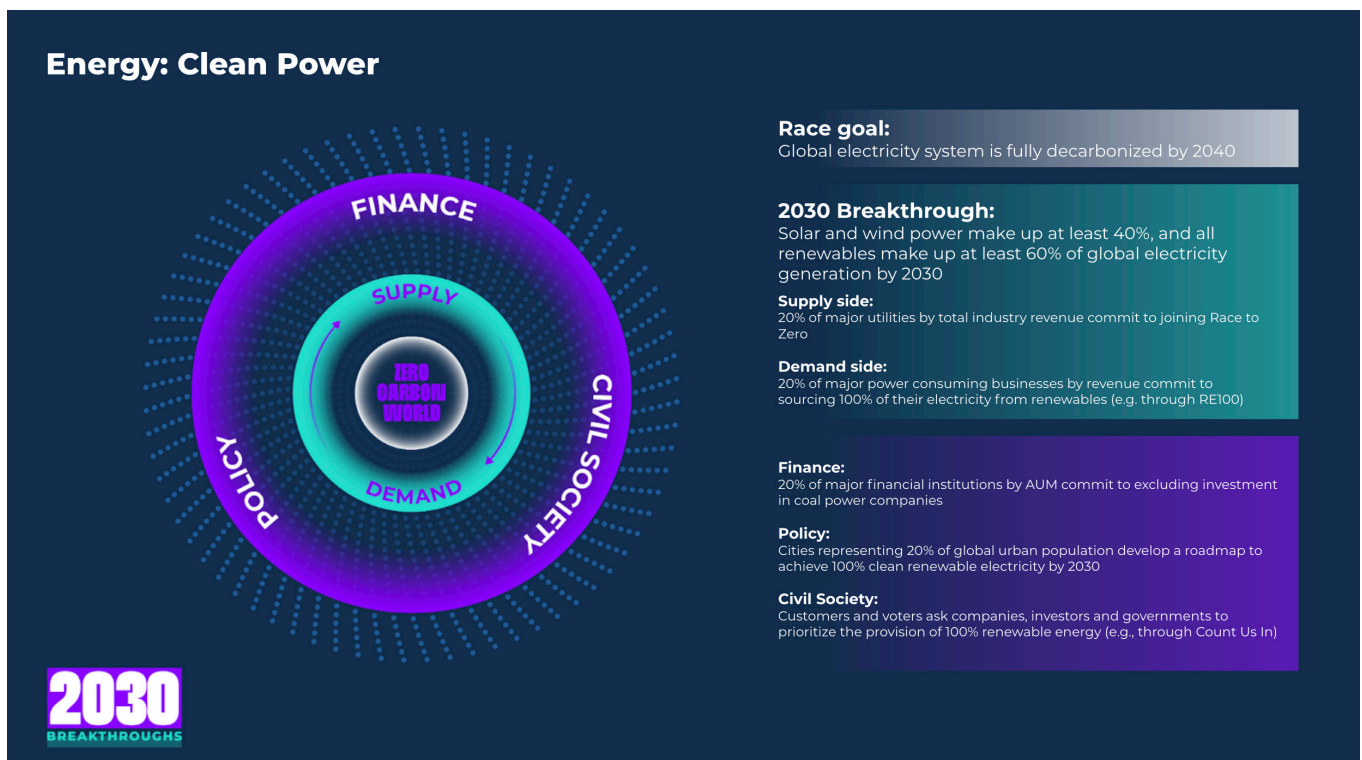 Energy: Clean Power
FINANCE
SUPPLY
ZERO
CARBON
WORLD
DEMAND
POLICY
CIVIL SOCIETY
Race goal:
Global electricity system is fully decarbonized by 2040
2030 Breakthrough:
Solar and wind power make up at least 40%, and all
renewables make up at least 60% of global electricity
generation by 2030
Supply side:
20% of major utilities by total industry revenue commit to joining Race to
Zero
Demand side:
20% of major power consuming businesses by revenue commit to
sourcing 100% of their electricity from renewables (e.g. through RE100)
Finance:
20% of major financial institutions by AUM commit to excluding investment
in coal power companies
Policy:
Cities representing 20% of global urban population develop a roadmap to
achieve 100% clean renewable electricity by 2030
Civil Society:
Customers and voters ask companies, investors and governments to
prioritize the provision of 100% renewable energy (e.g., through Count Us In)
2030
BREAKTHROUGHS